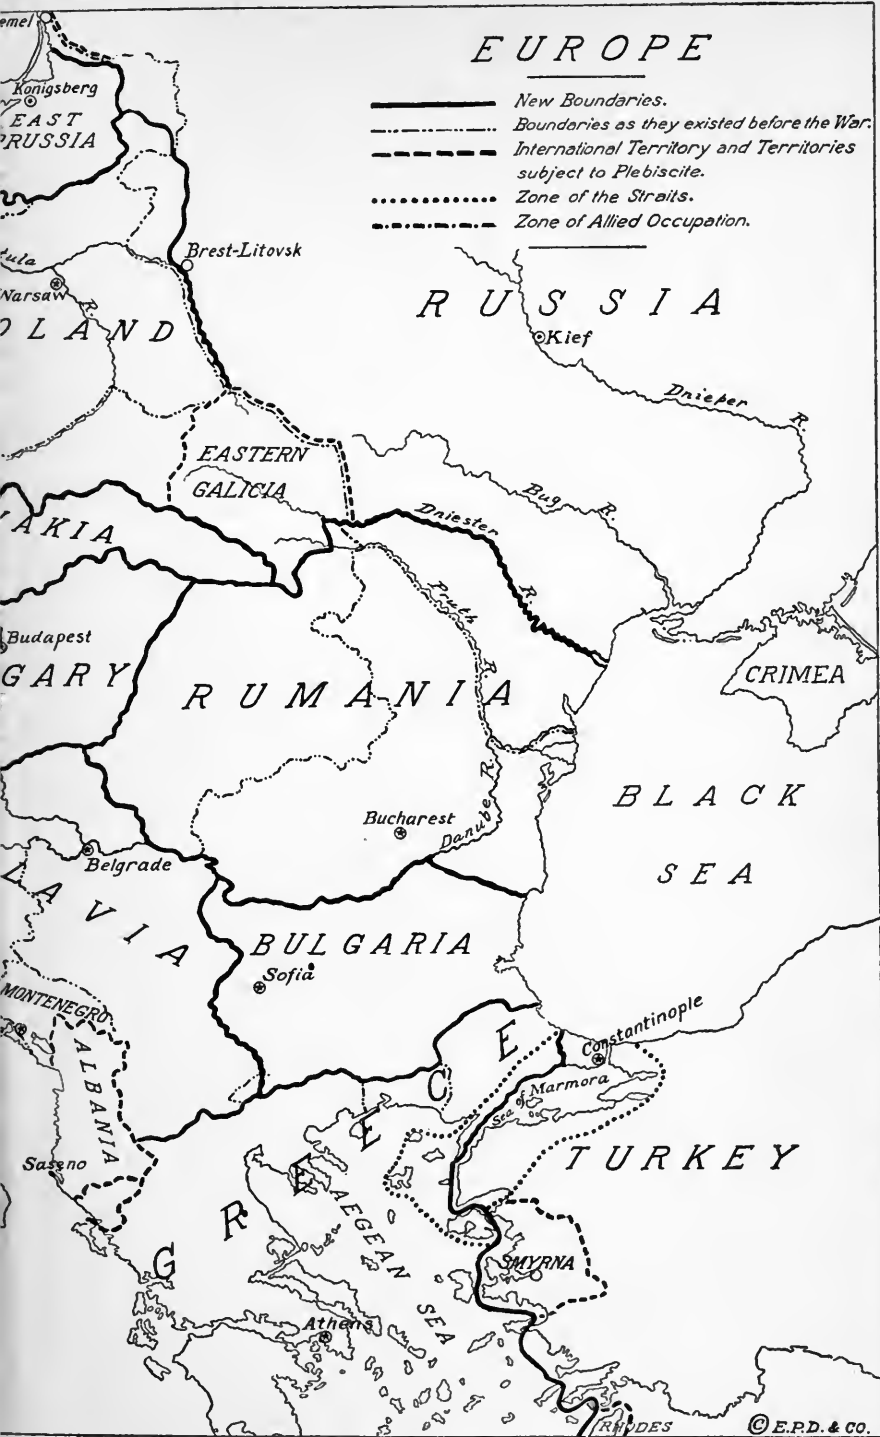 EUROPE
New Boundaries.
Boundaries as they existed before the War.
International Territory and Territories
subject to Plebiscite.
Zone of the Straits.
Zone of Allied Occupation.
emel
Konigsberg
EAST
PRUSSIA
Brest-Litovsk
tula
Warsaw
R.
OLAND
RUSSIA
Kief
Dnieper
R.
EASTERN
GALICIA
Bug
R.
VAKIA
Dniester
R.
Pruth
R.
Budapest
GARY
RUMANIA
CRIMEA
BLACK
SEA
Bucharest
Danube R.
Belgrade
LAVIA
BULGARIA
Sofia
MONTENEGRO
ALBANIA
Constantinople
Sea of Marmora
GREECE
Saseno
TURKEY
AEGEAN SEA
SMYRNA
Athens
RHODES
© E.P.D. & CO.